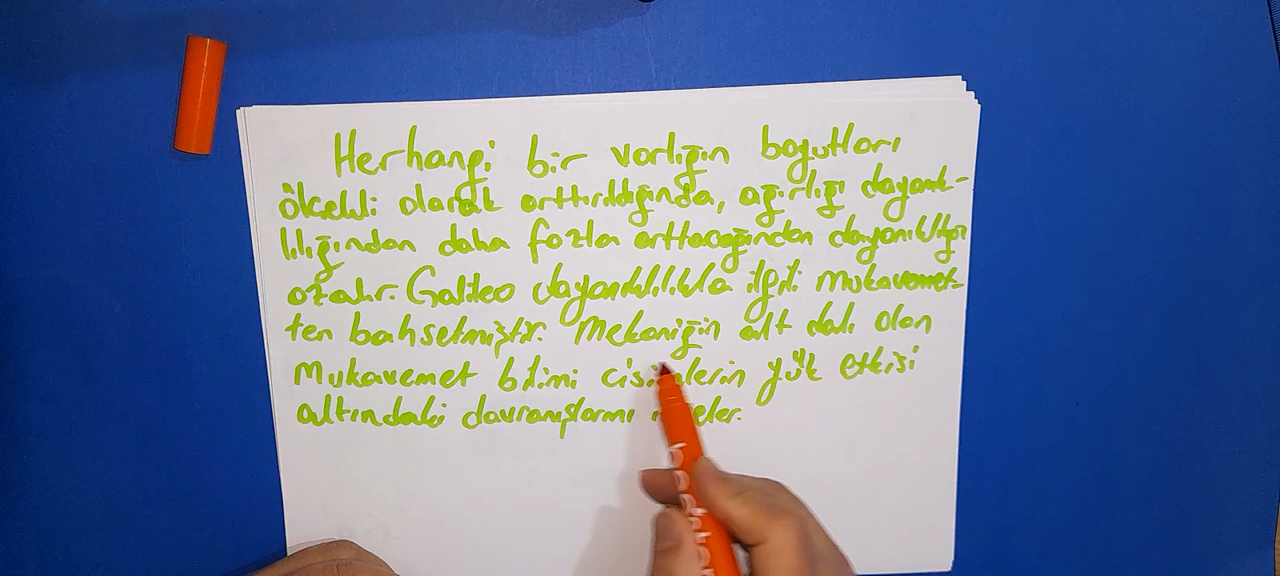 Herhangi bir varlığın boyutları
ölçekli olarak arttırıldığında, ağırlığı dayanık-
lılığından daha fazla arttacağından dayanıklılığı
azalır. Galileo dayanıklılıkla ilgili mukavemet-
ten bahsetmiştir. Mekaniğin alt dalı olan
Mukavemet bilimi cisimlerin yük etkisi
altındaki davranışlarını